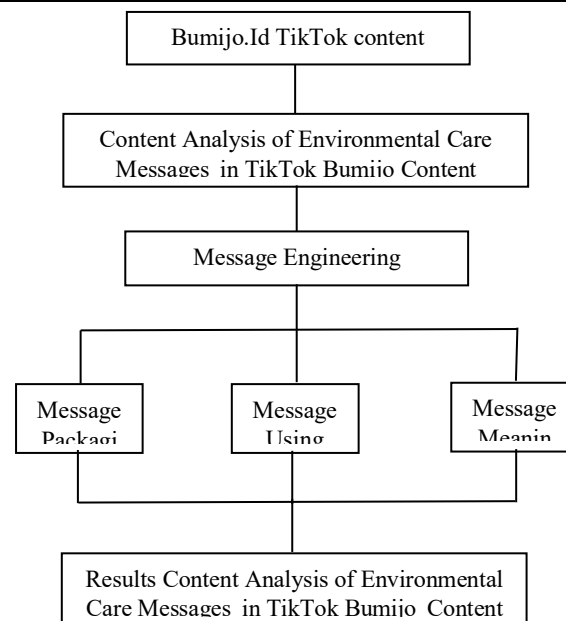 Bumijo.Id TikTok content
Content Analysis of Environmental Care
Messages in TikTok Bumijo Content
Message Engineering
Message
Packagi
Message
Using
Message
Meanin
Results Content Analysis of Environmental
Care Messages in TikTok Bumijo Content